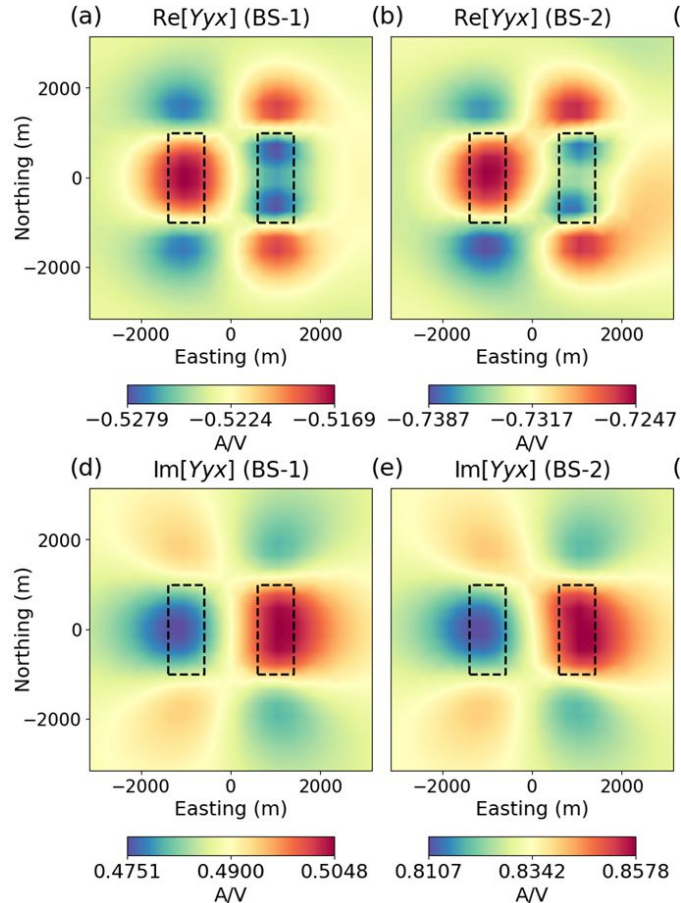 (a) Re[Yyx] (BS-1)
(b) Re[Yyx] (BS-2) (
Northing (m)
2000
0
−2000
−2000 0 2000
Easting (m)
−2000 0 2000
Easting (m)
−0.5279 −0.5224 −0.5169
A/V
−0.7387 −0.7317 −0.7247
A/V
(d) Im[Yyx] (BS-1)
(e) Im[Yyx] (BS-2) (
Northing (m)
2000
0
−2000
−2000 0 2000
Easting (m)
−2000 0 2000
Easting (m)
0.4751 0.4900 0.5048
A/V
0.8107 0.8342 0.8578
A/V